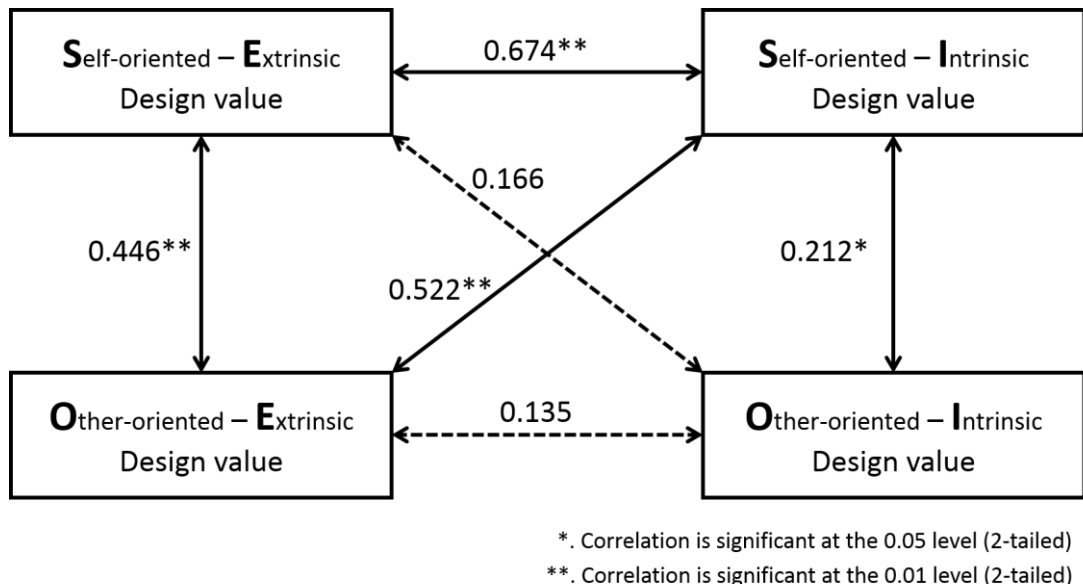 Self-oriented – Extrinsic
Design value
0.674**
Self-oriented – Intrinsic
Design value
0.166
0.446**
0.522**
0.212*
Other-oriented – Extrinsic
Design value
0.135
Other-oriented – Intrinsic
Design value
*. Correlation is significant at the 0.05 level (2-tailed)
**. Correlation is significant at the 0.01 level (2-tailed)